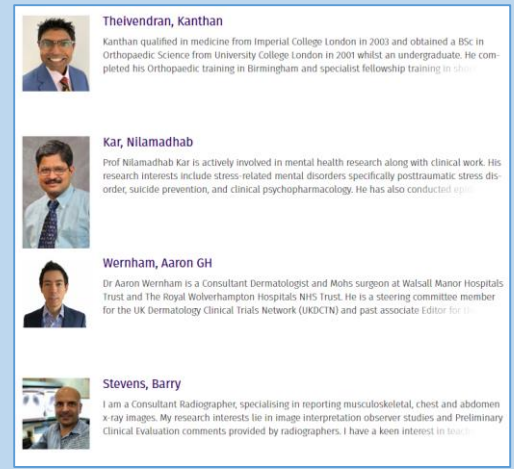 Theivendran, Kanthan
Kanthan qualified in medicine from Imperial College London in 2003 and obtained a BSc in
Orthopaedic Science from University College London in 2001 whilst an undergraduate. He com-
pleted his Orthopaedic training in Birmingham and specialist fellowship training in
Kar, Nilamadhab
Prof Nilamadhab Kar is actively involved in mental health research along with clinical work. His
research interests include stress-related mental disorders specifically posttraumatic stress dis-
order, suicide prevention, and clinical psychopharmacology. He has also conducted
Wernham, Aaron GH
Dr Aaron Wernham is a Consultant Dermatologist and Mohs surgeon at Walsall Manor Hospitals
Trust and The Royal Wolverhampton Hospitals NHS Trust. He is a steering committee member
for the UK Dermatology Clinical Trials Network (UKDCTN) and past associate Editor for
Stevens, Barry
I am a Consultant Radiographer, specialising in reporting musculoskeletal, chest and abdomen
x-ray images. My research interests lie in image interpretation observer studies and Preliminary
Clinical Evaluation comments provided by radiographers. I have a keen interest in